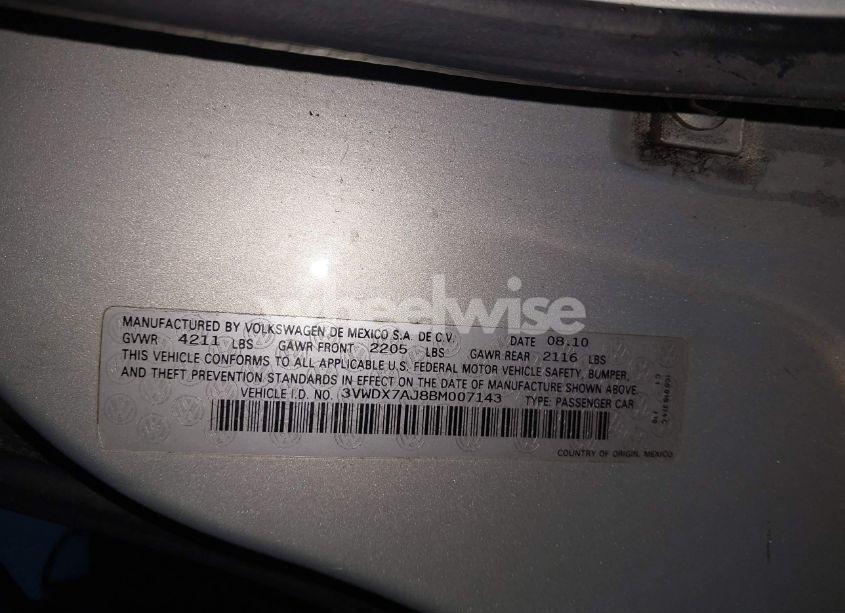 wheelwise
MANUFACTURED BY VOLKSWAGEN DE MEXICO S.A. DE C.V. DATE 08.10
GVWR 4211 LBS GAWR FRONT 2205 LBS GAWR REAR 2116 LBS
THIS VEHICLE CONFORMS TO ALL APPLICABLE U.S. FEDERAL MOTOR VEHICLE SAFETY, BUMPER,
AND THEFT PREVENTION STANDARDS IN EFFECT ON THE DATE OF MANUFACTURE SHOWN ABOVE.
VEHICLE I.D. NO. 3VWDX7AJ8BM007143 TYPE: PASSENGER CAR
COUNTRY OF ORIGIN, MEXICO